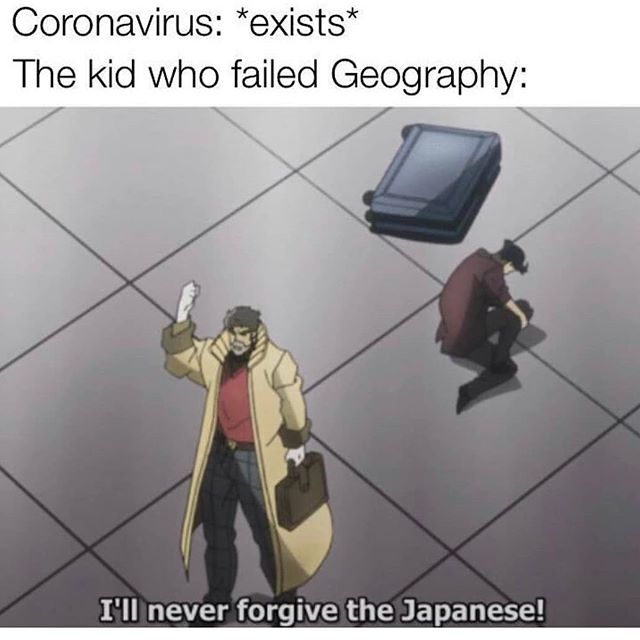 Coronavirus: *exists*
The kid who failed Geography:
I'll never forgive the Japanese!